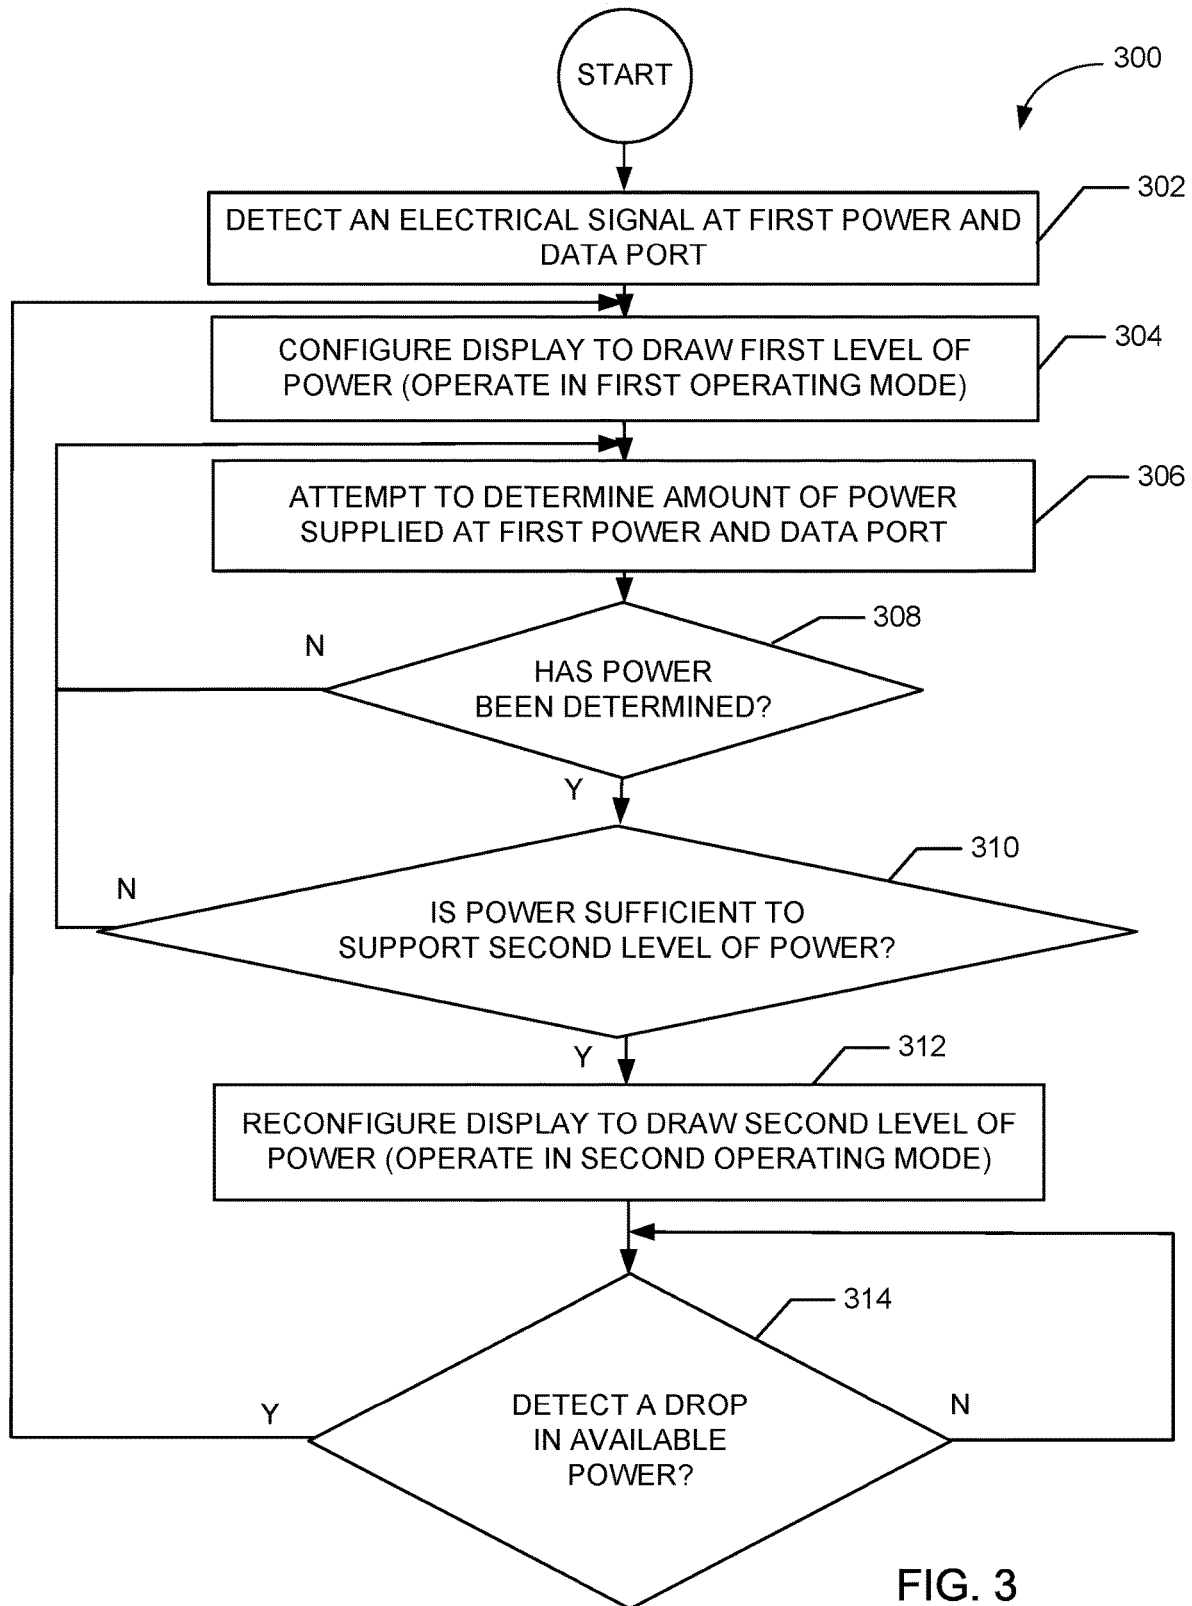 START
300
302
DETECT AN ELECTRICAL SIGNAL AT FIRST POWER AND
DATA PORT
304
CONFIGURE DISPLAY TO DRAW FIRST LEVEL OF
POWER (OPERATE IN FIRST OPERATING MODE)
306
ATTEMPT TO DETERMINE AMOUNT OF POWER
SUPPLIED AT FIRST POWER AND DATA PORT
308
N
HAS POWER
BEEN DETERMINED?
Y
310
N
IS POWER SUFFICIENT TO
SUPPORT SECOND LEVEL OF POWER?
Y
312
RECONFIGURE DISPLAY TO DRAW SECOND LEVEL OF
POWER (OPERATE IN SECOND OPERATING MODE)
314
Y
N
DETECT A DROP
IN AVAILABLE
POWER?
FIG. 3